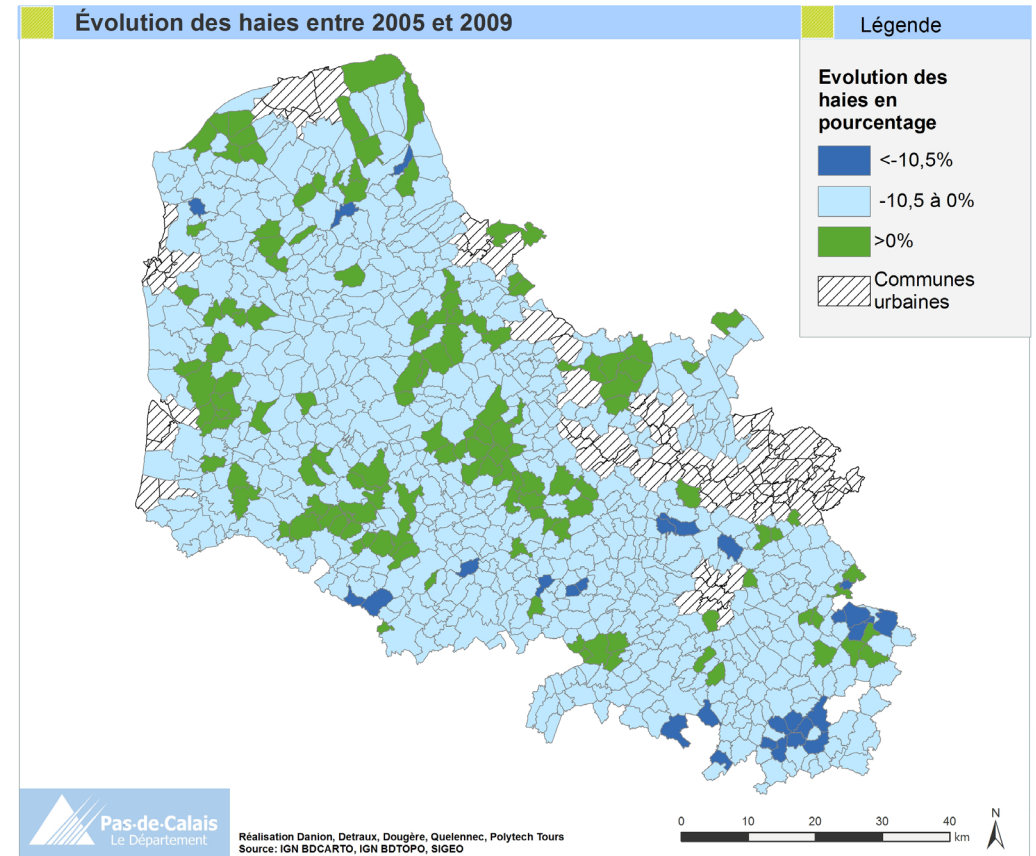 Évolution des haies entre 2005 et 2009
Légende
Evolution des
haies en
pourcentage
<-10,5%
-10,5 à 0%
>0%
Communes
urbaines
Pas-de-Calais
Le Département
Réalisation Danion, Detraux, Dougère, Quelennec, Polytech Tours
Source: IGN BDCARTO, IGN BDTOPO, SIGEO
0 10 20 30 40
km
N